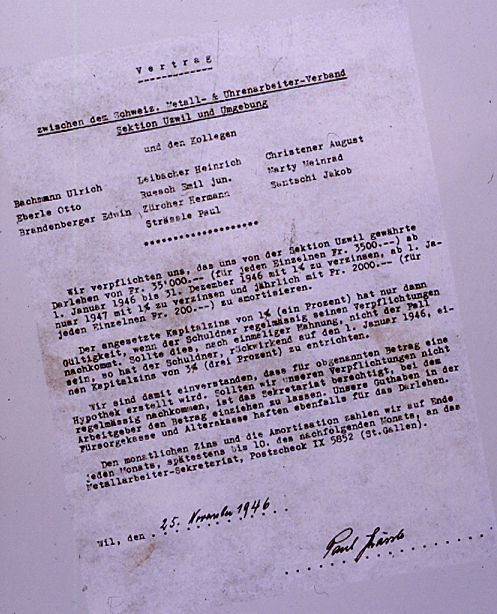 V e r t r a g
zwischen dem Schweiz. Metall- & Uhrenarbeiter-Verband
Sektion Uzwil und Umgebung
und den Kollegen
Bachmann Ulrich Leibacher Heinrich Christener August
Eberle Otto Ruesch Emil jun. Marty Meinrad
Brandenberger Edwin Zürcher Hermann Santschi Jakob
Strässle Paul
Wir verpflichten uns, das uns von der Sektion Uzwil gewährte
Darlehen von Fr. 35'000.-- (für jeden Einzelnen Fr. 3500.--) ab
1. Januar 1946 bis 31. Dezember 1946 mit 1% zu verzinsen, ab 1. Ja-
nuar 1947 mit 1% zu verzinsen und jährlich mit Fr. 2000.-- (für
jeden Einzelnen Fr. 200.---) zu amortisieren.
Der angesetzte Kapitalzins von 1% (ein Prozent) hat nur dann
Gültigkeit, wenn der Schuldner regelmässig seinen Verpflichtungen
nachkommt. Sollte dies, nach einmaliger Mahnung, nicht der Fall
sein, so hat der Schuldner, rückwirkend auf den 1. Januar 1946, ei-
nen Kapitalzins von 3% (drei Prozent) zu entrichten.
Wir sind damit einverstanden, dass für obgenannten Betrag eine
Hypothek erstellt wird. Sollten wir unseren Verpflichtungen nicht
regelmässig nachkommen, ist das Sekretariat berechtigt, bei dem
Arbeitgeber den Betrag einziehen zu lassen. Unsere Guthaben in der
Fürsorgekasse und Alterskasse haften ebenfalls für das Darlehen.
Den monatlichen Zins und die Amortisation zahlen wir auf Ende
jeden Monats, spätestens bis 10. des nachfolgenden Monats, an das
Metallarbeiter-Sekretariat, Postscheck IX 5852 (St.Gallen).
Wil, den 25. November 1946
Paul Strässle